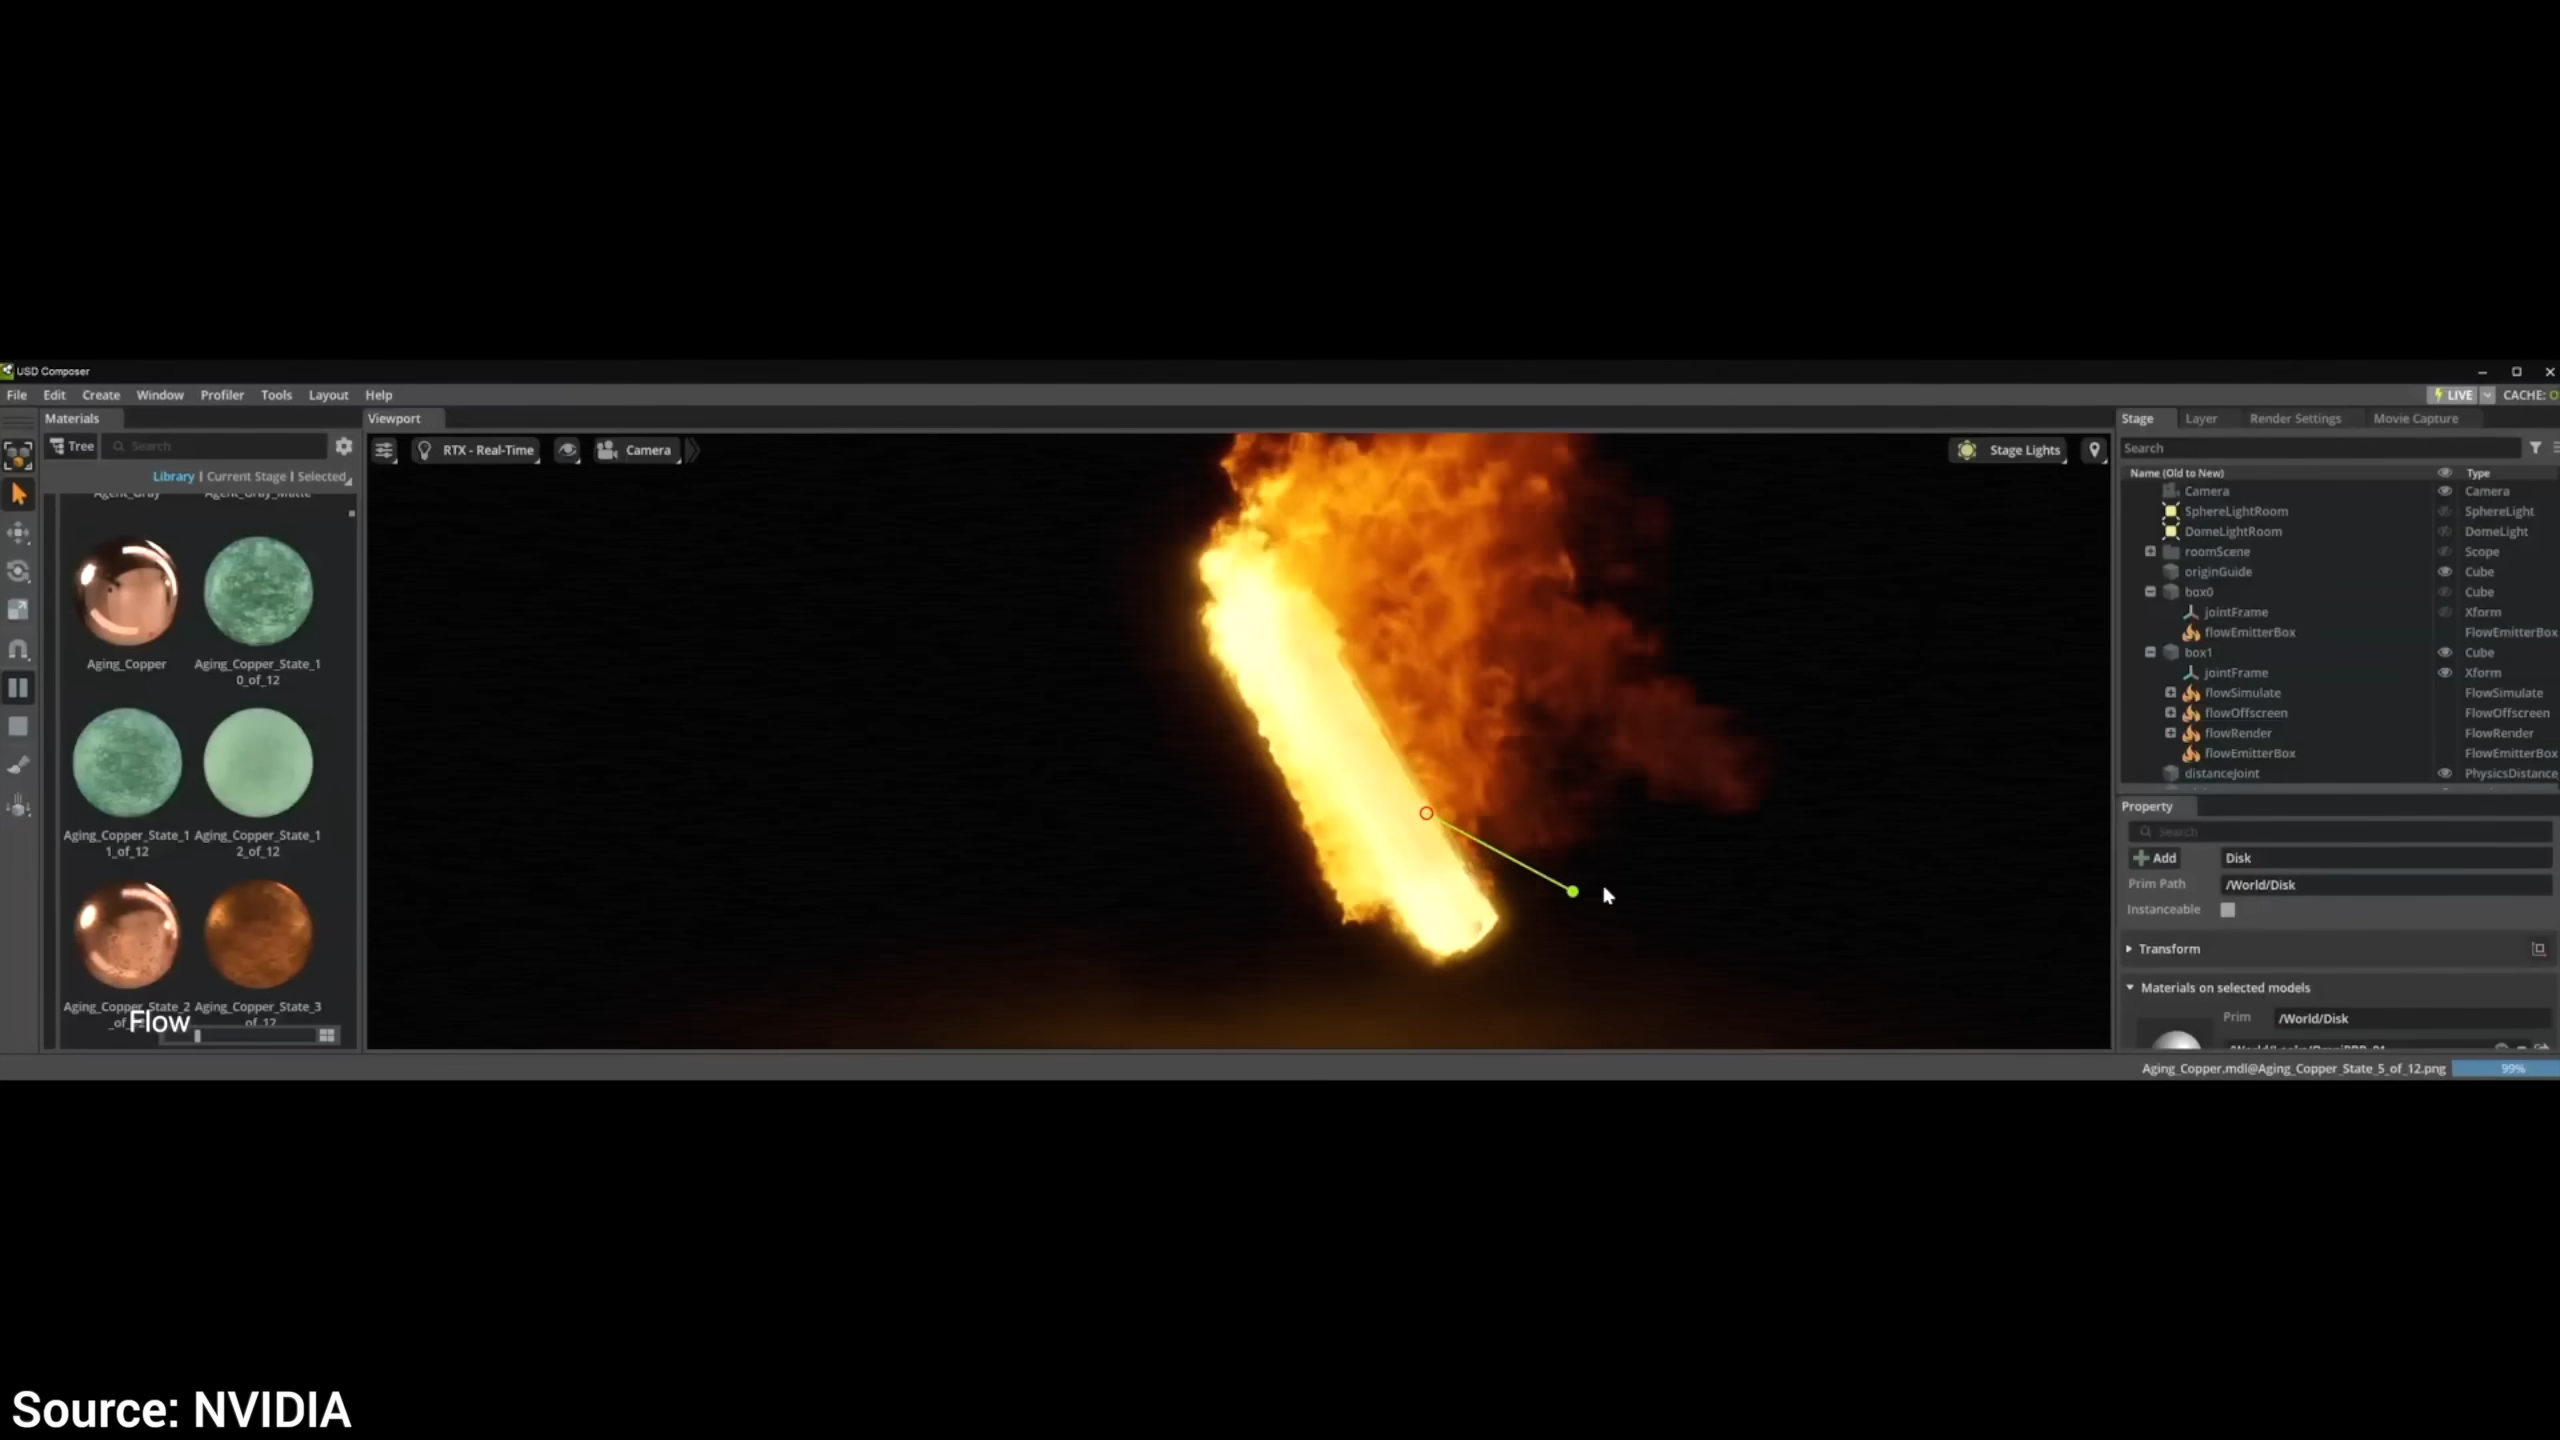 USD Composer
File Edit Create Window Profiler Tools Layout Help
LIVE CACHE: O
Materials
Tree Search
Library | Current Stage | Selected
Agent_Gray Agent_Gray_Matte
Aging_Copper Aging_Copper_State_1
0_of_12
Aging_Copper_State_1 Aging_Copper_State_1
1_of_12 2_of_12
Aging_Copper_State_2 Aging_Copper_State_3
_of_ of_12
Flow
Viewport
RTX - Real-Time Camera Stage Lights
Stage Layer Render Settings Movie Capture
Search
Name (Old to New) Type
Camera Camera
SphereLightRoom SphereLight
DomeLightRoom DomeLight
roomScene Scope
originGuide Cube
box0 Cube
jointFrame Xform
flowEmitterBox FlowEmitterBox
box1 Cube
jointFrame Xform
flowSimulate FlowSimulate
flowOffscreen FlowOffscreen
flowRender FlowRender
flowEmitterBox FlowEmitterBox
distanceJoint PhysicsDistance
Property
Search
Add Disk
Prim Path /World/Disk
Instanceable
Transform
Materials on selected models
Prim /World/Disk
Aging_Copper.mdl@Aging_Copper_State_5_of_12.png 99%
Source: NVIDIA